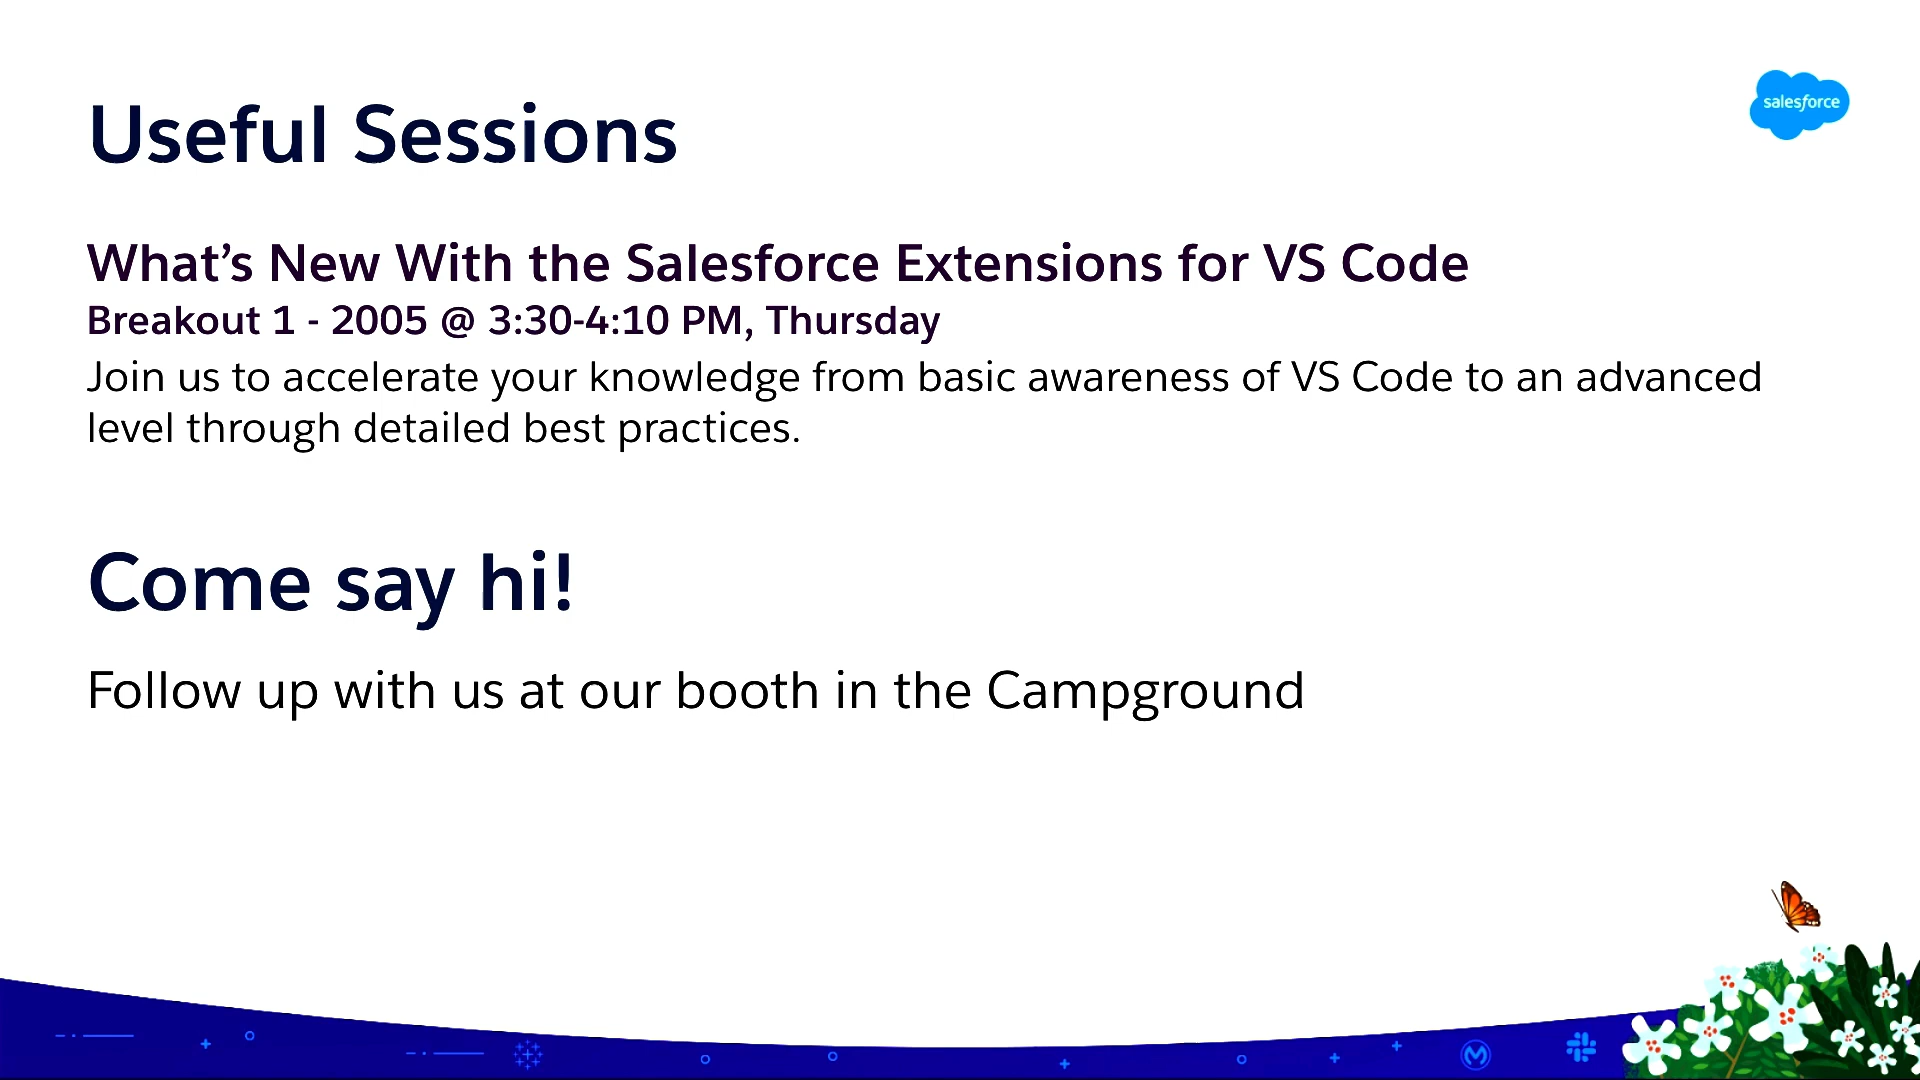 salesforce
Useful Sessions
What’s New With the Salesforce Extensions for VS Code
Breakout 1 - 2005 @ 3:30-4:10 PM, Thursday
Join us to accelerate your knowledge from basic awareness of VS Code to an advanced
level through detailed best practices.
Come say hi!
Follow up with us at our booth in the Campground